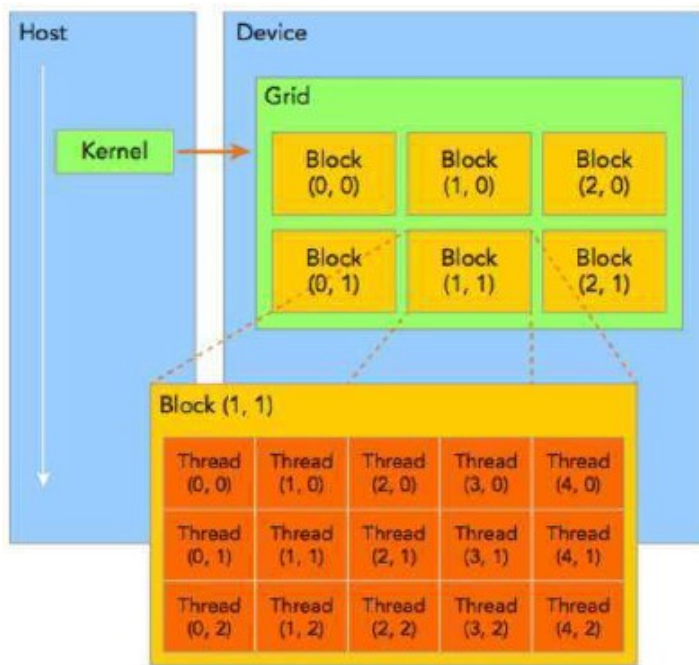 Host
Device
Grid
Kernel
Block Block Block
(0, 0) (1, 0) (2, 0)
Block Block Block
(0, 1) (1, 1) (2, 1)
Block (1, 1)
Thread Thread Thread Thread Thread
(0, 0) (1, 0) (2, 0) (3, 0) (4, 0)
Thread Thread Thread Thread Thread
(0, 1) (1, 1) (2, 1) (3, 1) (4, 1)
Thread Thread Thread Thread Thread
(0, 2) (1, 2) (2, 2) (3, 2) (4, 2)